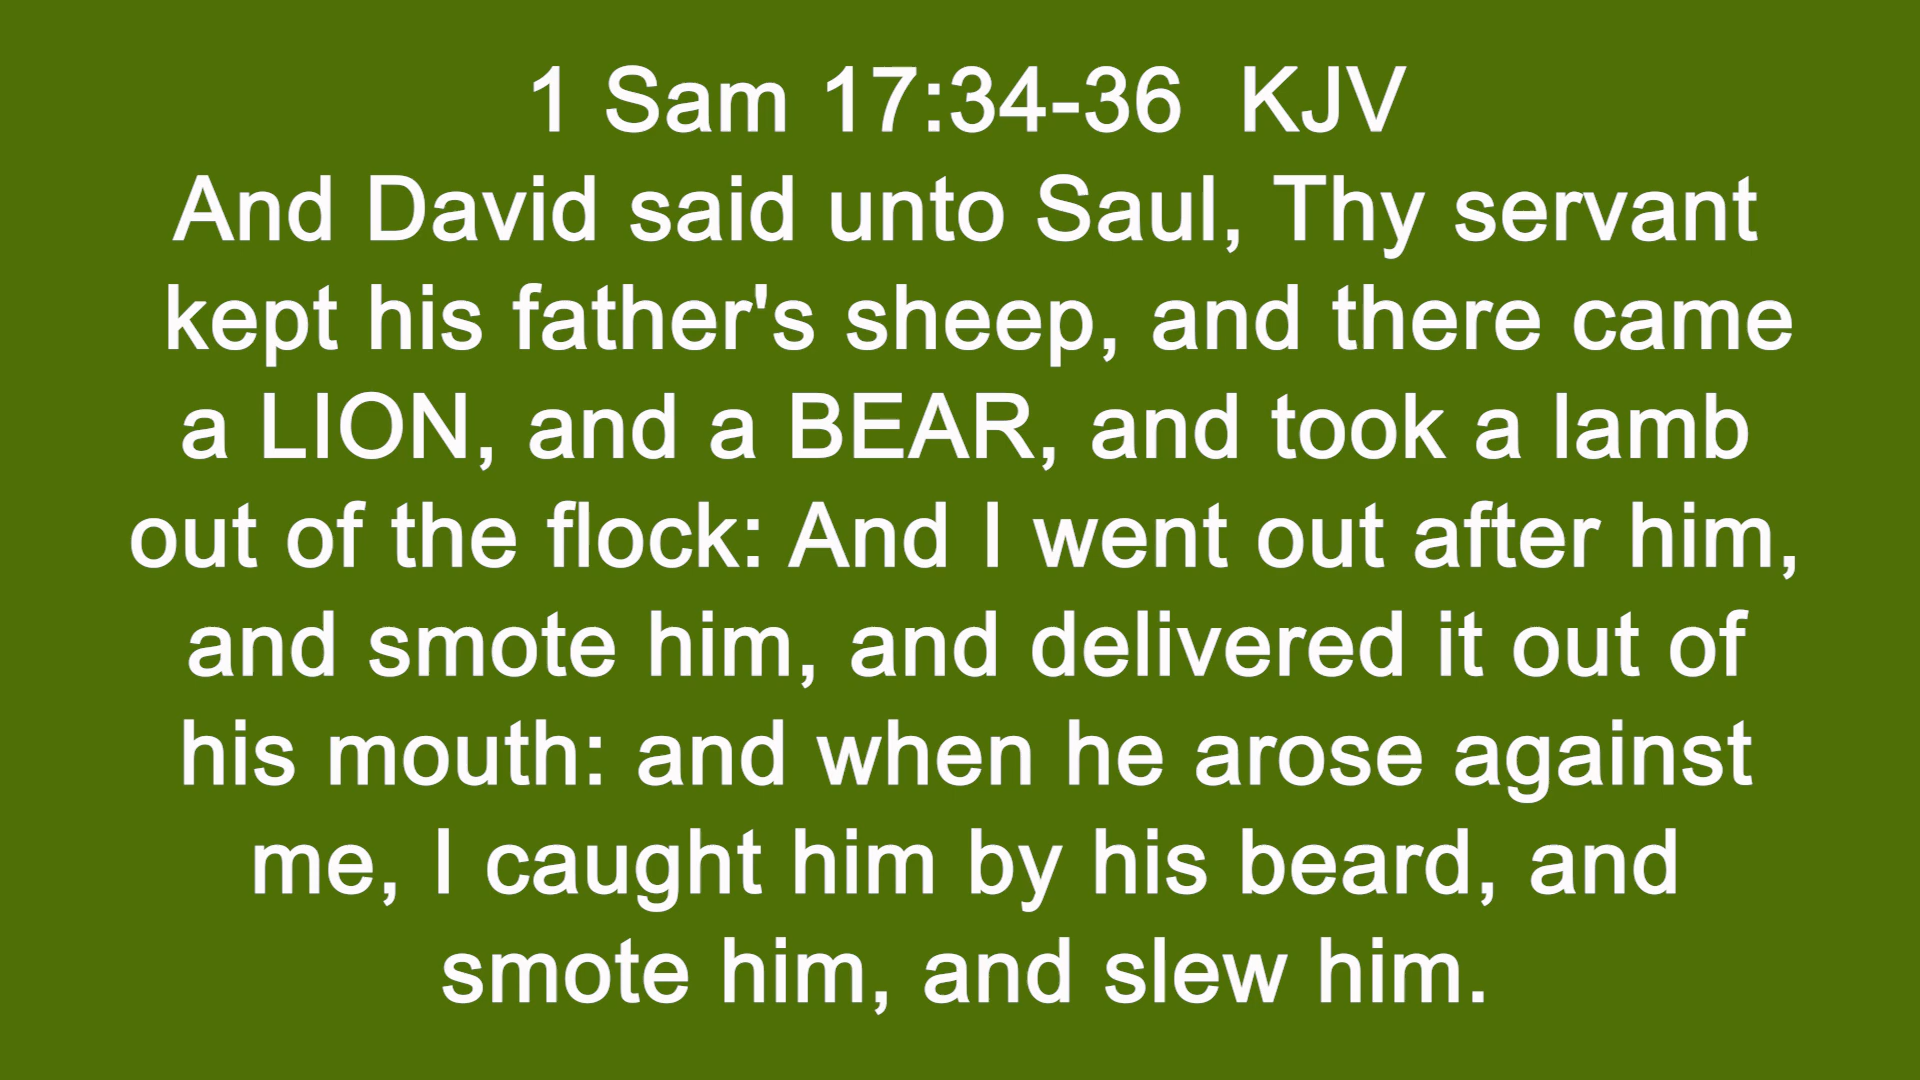 1 Sam 17:34-36  KJV
And David said unto Saul, Thy servant
kept his father's sheep, and there came
a LION, and a BEAR, and took a lamb
out of the flock: And I went out after him,
and smote him, and delivered it out of
his mouth: and when he arose against
me, I caught him by his beard, and
smote him, and slew him.